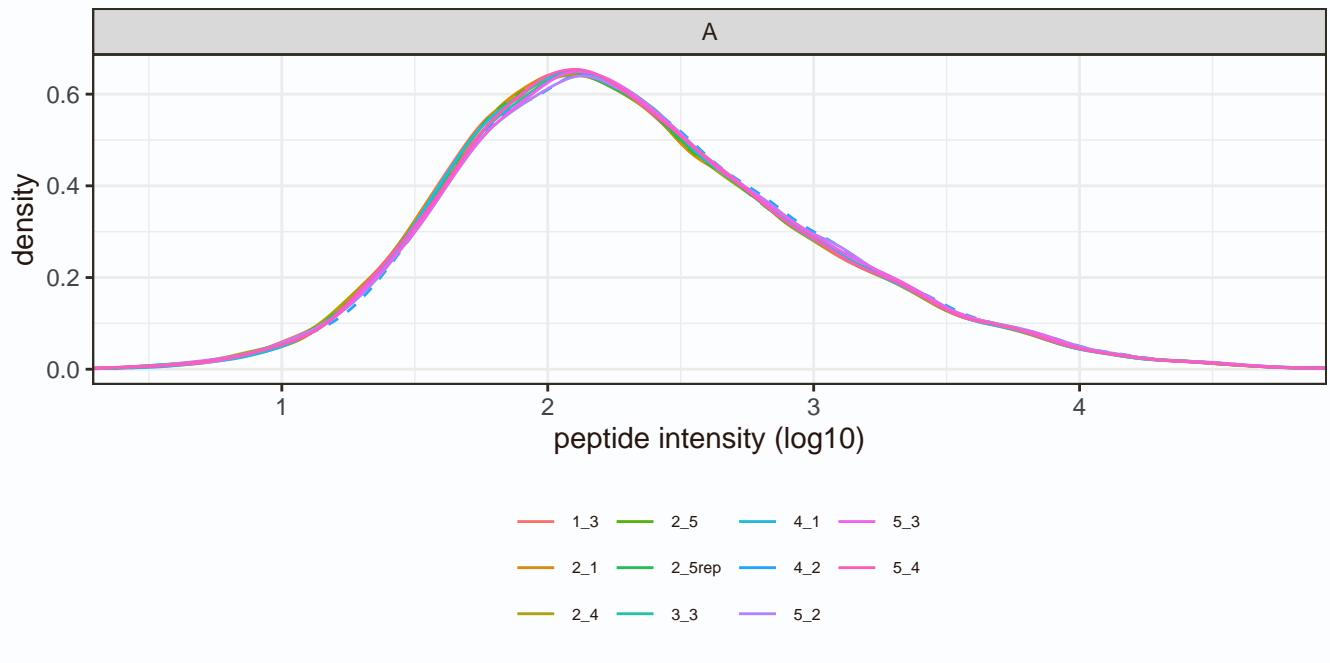 A
density
0.6
0.4
0.2
0.0
1 2 3 4
peptide intensity (log10)
1_3 2_5 4_1 5_3
2_1 2_5rep 4_2 5_4
2_4 3_3 5_2